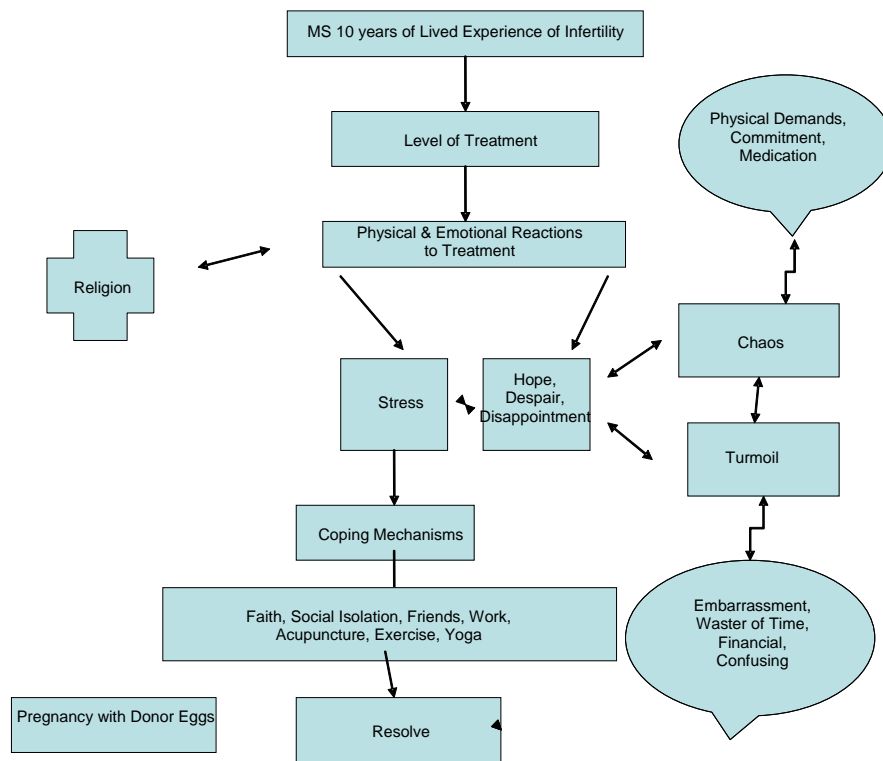 MS 10 years of Lived Experience of Infertility
Level of Treatment
Physical Demands,
Commitment,
Medication
Physical & Emotional Reactions
to Treatment
Religion
Chaos
Stress
Hope,
Despair,
Disappointment
Turmoil
Coping Mechanisms
Faith, Social Isolation, Friends, Work,
Acupuncture, Exercise, Yoga
Embarrassment,
Waster of Time,
Financial,
Confusing
Pregnancy with Donor Eggs
Resolve